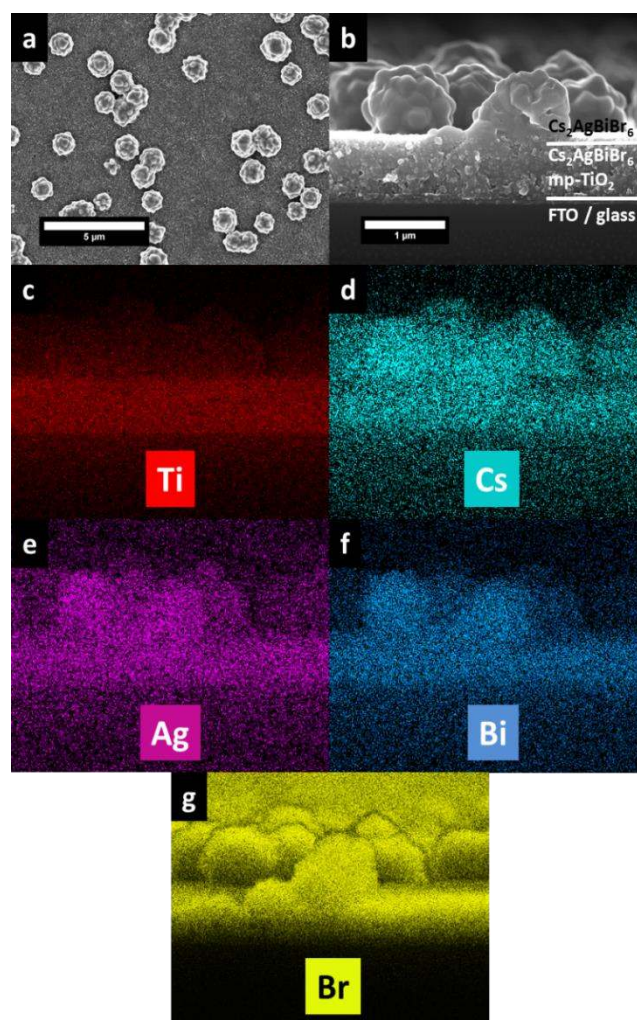 a
b
5 µm
Cs₂AgBiBr₆
Cs₂AgBiBr₆
mp-TiO₂
FTO / glass
1 µm
c
d
Ti
Cs
e
f
Ag
Bi
g
Br